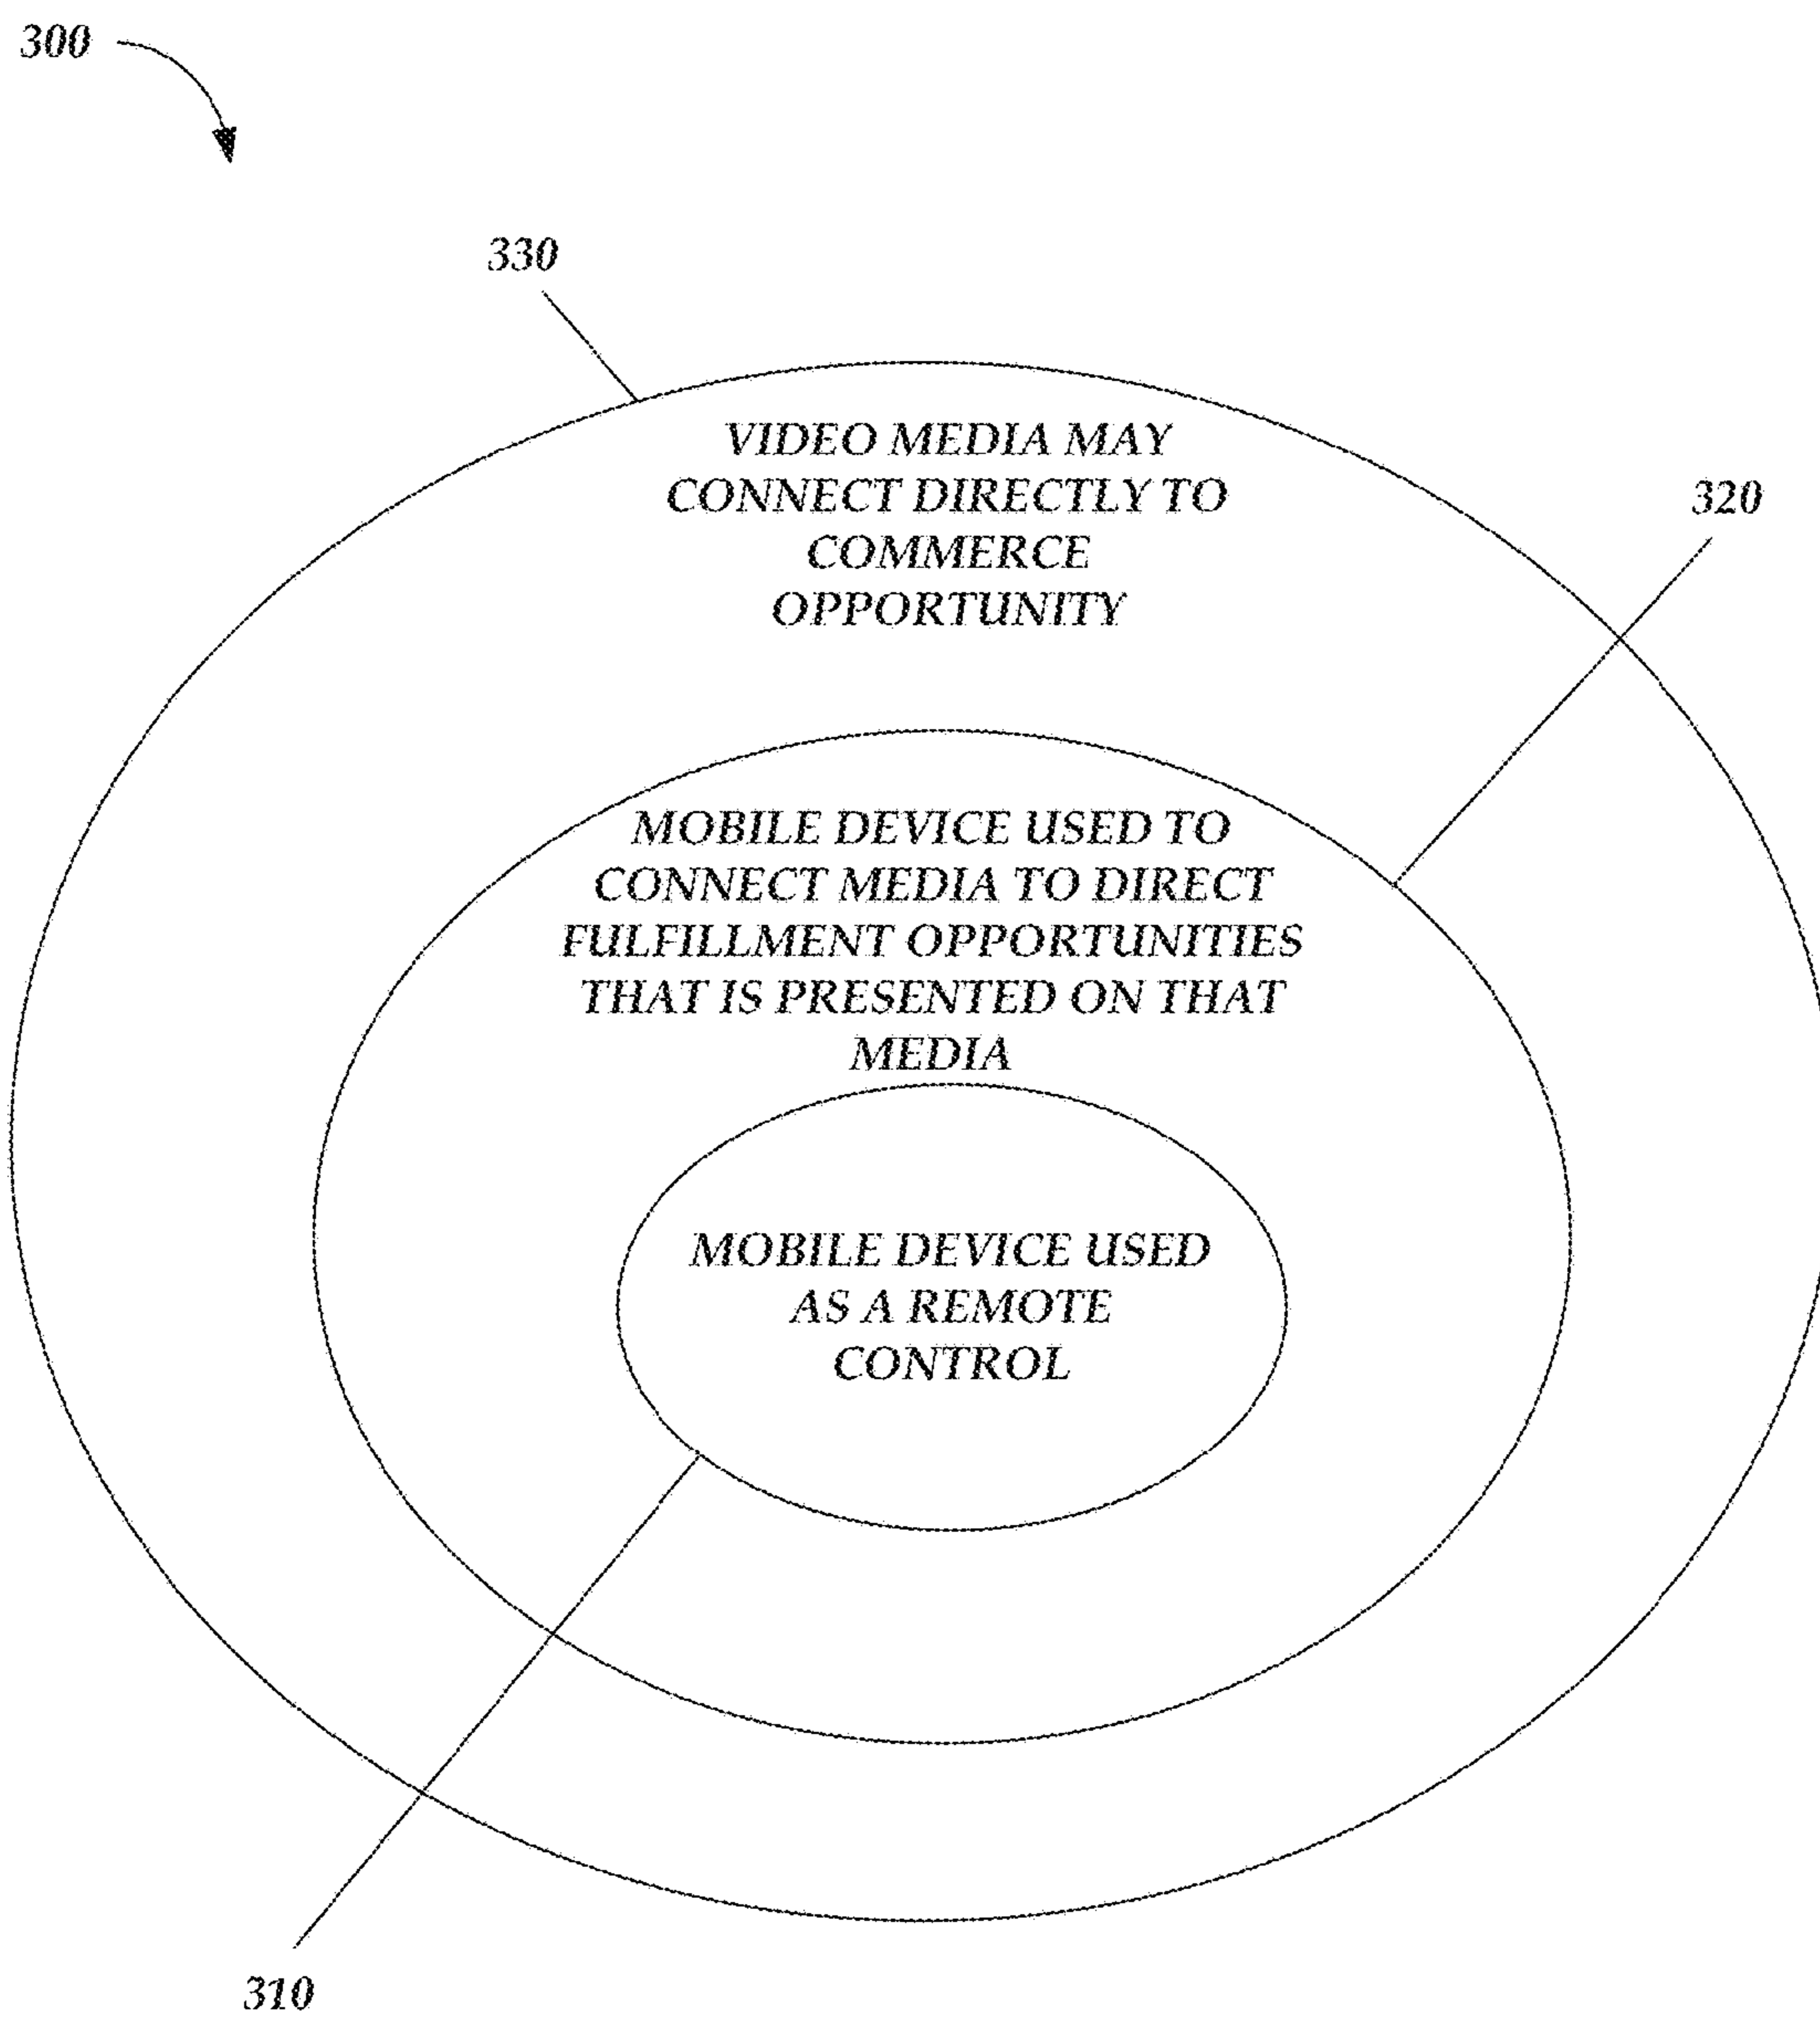 300
330
VIDEO MEDIA MAY
CONNECT DIRECTLY TO
COMMERCE
OPPORTUNITY
320
MOBILE DEVICE USED TO
CONNECT MEDIA TO DIRECT
FULFILLMENT OPPORTUNITIES
THAT IS PRESENTED ON THAT
MEDIA
MOBILE DEVICE USED
AS A REMOTE
CONTROL
310